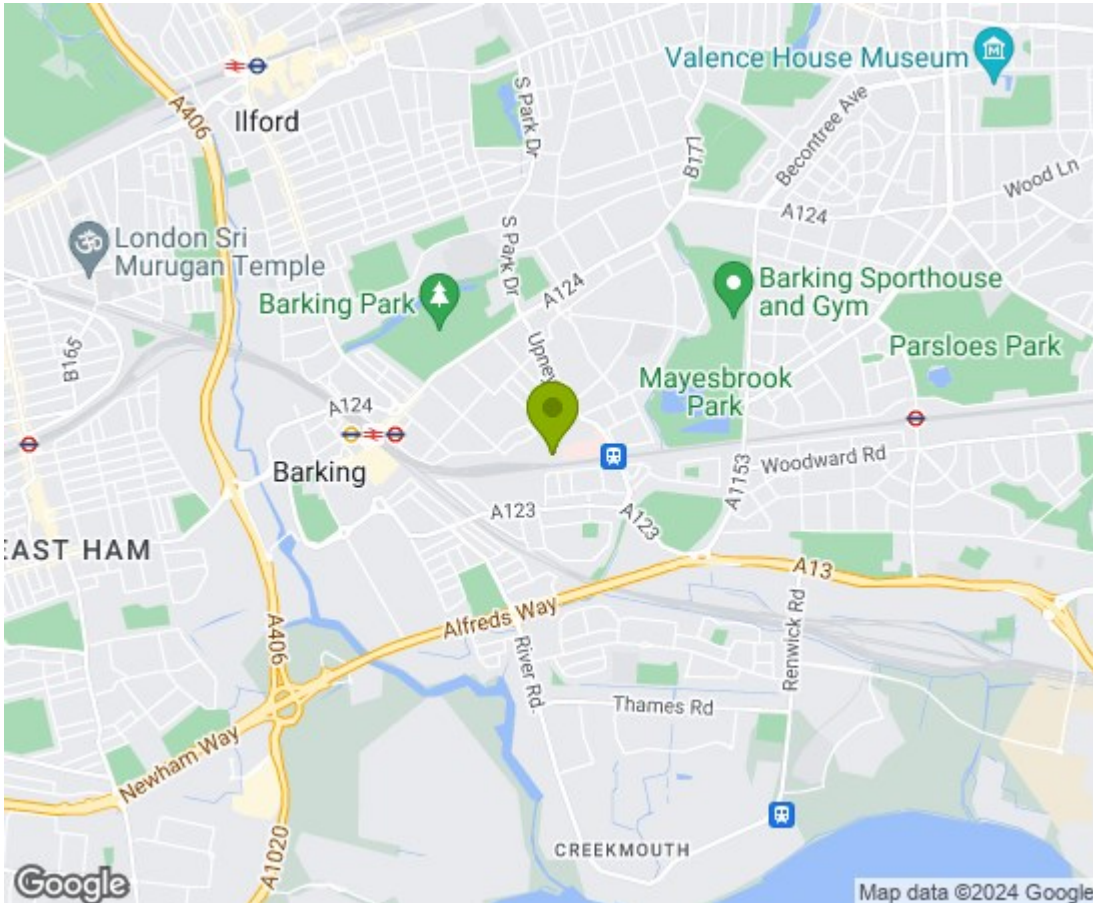 Valence House Museum
A406
Ilford
S Park Dr
B177
Becontree Ave
Wood Ln
A124
London Sri
Murugan Temple
S Park Dr
Barking Park
A124
Barking Sporthouse
and Gym
B165
Upney
Parsloes Park
Mayesbrook
Park
A124
Barking
Woodward Rd
A1153
A123
A123
EAST HAM
A13
Alfreds Way
A406
River Rd
Renwick Rd
Thames Rd
Newham Way
A1020
CREEKMOUTH
Google
Map data ©2024 Google